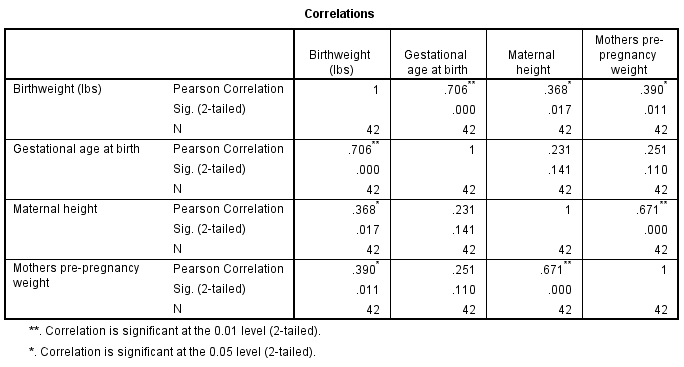 Correlations
Birthweight (lbs) Gestational age at birth Maternal height Mothers pre-pregnancy weight
Birthweight (lbs) Pearson Correlation 1 .706** .368* .390*
Sig. (2-tailed) .000 .017 .011
N 42 42 42 42
Gestational age at birth Pearson Correlation .706** 1 .231 .251
Sig. (2-tailed) .000 .141 .110
N 42 42 42 42
Maternal height Pearson Correlation .368* .231 1 .671**
Sig. (2-tailed) .017 .141 .000
N 42 42 42 42
Mothers pre-pregnancy weight Pearson Correlation .390* .251 .671** 1
Sig. (2-tailed) .011 .110 .000
N 42 42 42 42
**. Correlation is significant at the 0.01 level (2-tailed).
*. Correlation is significant at the 0.05 level (2-tailed).